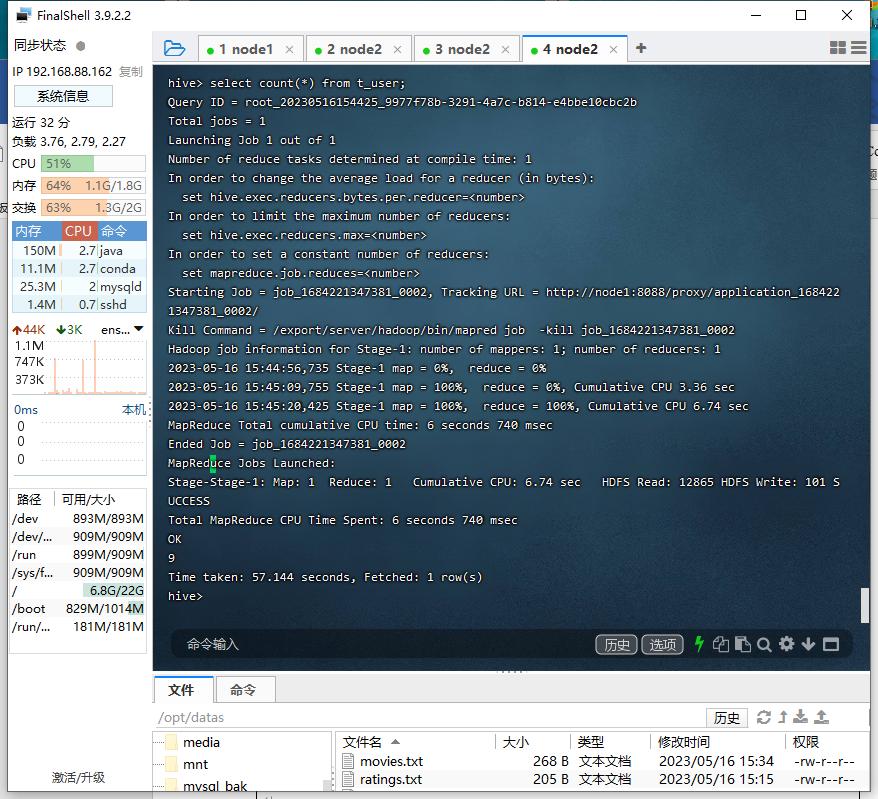 FinalShell 3.9.2.2
同步状态
1 node1
2 node2
3 node2
4 node2
IP 192.168.88.162 复制
系统信息
运行 32 分
负载 3.76, 2.79, 2.27
CPU 51%
内存 64% 1.1G/1.8G
交换 63% 1.3G/2G
内存 CPU 命令
150M 2.7 java
11.1M 2.7 conda
25.3M 2 mysqld
1.4M 0.7 sshd
44K 3K ens...
1.1M
747K
373K
0ms 本机
0
0
0
路径 可用/大小
/dev 893M/893M
/dev/... 909M/909M
/run 899M/909M
/sys/f... 909M/909M
/ 6.8G/22G
/boot 829M/1014M
/run/... 181M/181M
激活/升级
hive> select count(*) from t_user;
Query ID = root_20230516154425_9977f78b-3291-4a7c-b814-e4bbe10cbc2b
Total jobs = 1
Launching Job 1 out of 1
Number of reduce tasks determined at compile time: 1
In order to change the average load for a reducer (in bytes):
  set hive.exec.reducers.bytes.per.reducer=<number>
In order to limit the maximum number of reducers:
  set hive.exec.reducers.max=<number>
In order to set a constant number of reducers:
  set mapreduce.job.reduces=<number>
Starting Job = job_1684221347381_0002, Tracking URL = http://node1:8088/proxy/application_168422
1347381_0002/
Kill Command = /export/server/hadoop/bin/mapred job  -kill job_1684221347381_0002
Hadoop job information for Stage-1: number of mappers: 1; number of reducers: 1
2023-05-16 15:44:56,735 Stage-1 map = 0%,  reduce = 0%
2023-05-16 15:45:09,755 Stage-1 map = 100%,  reduce = 0%, Cumulative CPU 3.36 sec
2023-05-16 15:45:20,425 Stage-1 map = 100%,  reduce = 100%, Cumulative CPU 6.74 sec
MapReduce Total cumulative CPU time: 6 seconds 740 msec
Ended Job = job_1684221347381_0002
MapReduce Jobs Launched:
Stage-Stage-1: Map: 1  Reduce: 1   Cumulative CPU: 6.74 sec   HDFS Read: 12865 HDFS Write: 101 S
UCCESS
Total MapReduce CPU Time Spent: 6 seconds 740 msec
OK
9
Time taken: 57.144 seconds, Fetched: 1 row(s)
hive>
命令输入
历史 选项
文件 命令
/opt/datas
历史
media
mnt
mysql_bak
文件名 大小 类型 修改时间 权限
movies.txt 268 B 文本文档 2023/05/16 15:34 -rw-r--r--
ratings.txt 205 B 文本文档 2023/05/16 15:15 -rw-r--r--